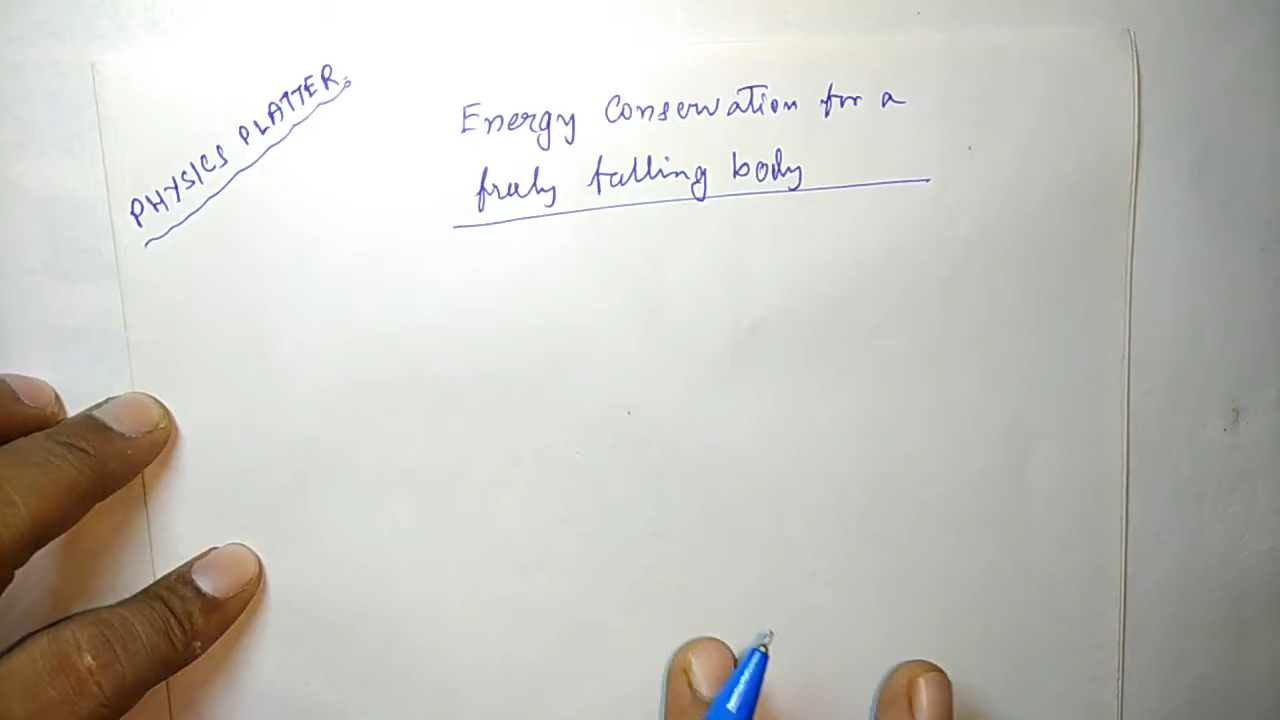 PHYSICS PLATTER.
Energy Conservation for a
freely falling body